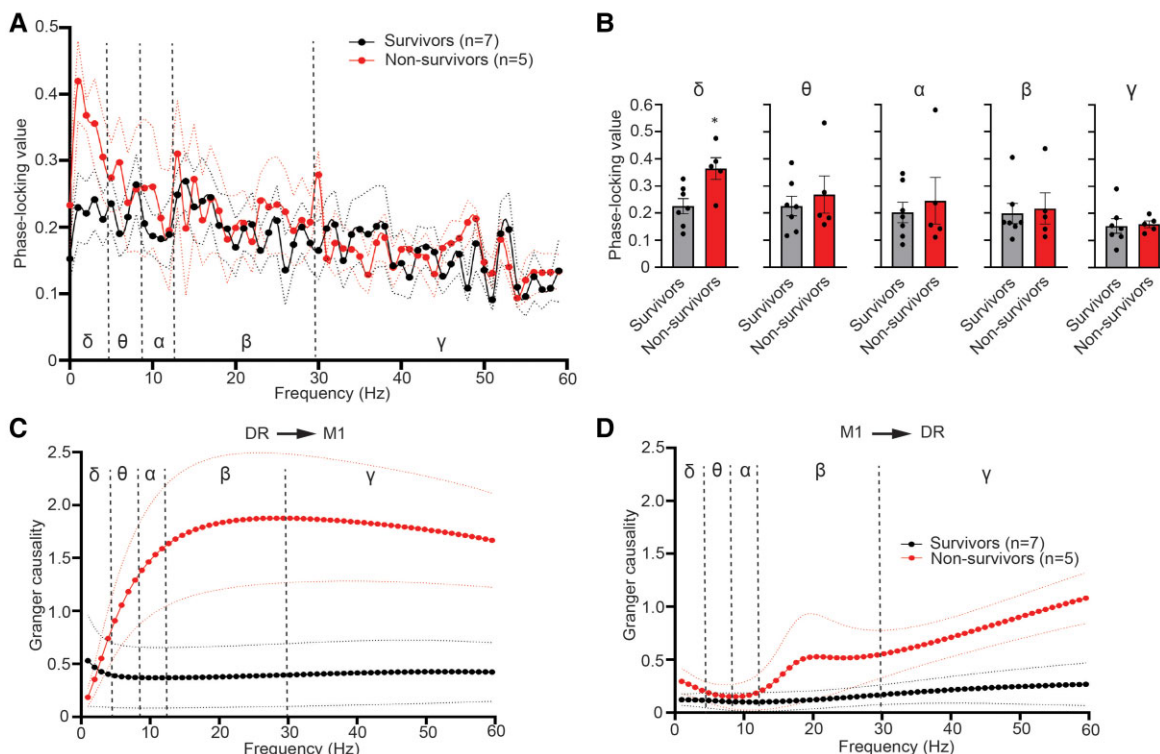 A
0.5
0.4
0.3
0.2
0.1
0
Phase-locking value
Survivors (n=7)
Non-survivors (n=5)
δ θ α β γ
0 10 20 30 40 50 60
Frequency (Hz)
B
δ θ α β γ
0.6
0.5
0.4
0.3
0.2
0.1
0
Phase-locking value
*
Survivors
Non-survivors
Survivors
Non-survivors
Survivors
Non-survivors
Survivors
Non-survivors
Survivors
Non-survivors
C
DR M1
2.5
2.0
1.5
1.0
0.5
0
Granger causality
δ θ α β γ
0 10 20 30 40 50 60
Frequency (Hz)
D
M1 DR
2.5
2.0
1.5
1.0
0.5
0
Granger causality
δ θ α β γ
Survivors (n=7)
Non-survivors (n=5)
0 10 20 30 40 50 60
Frequency (Hz)